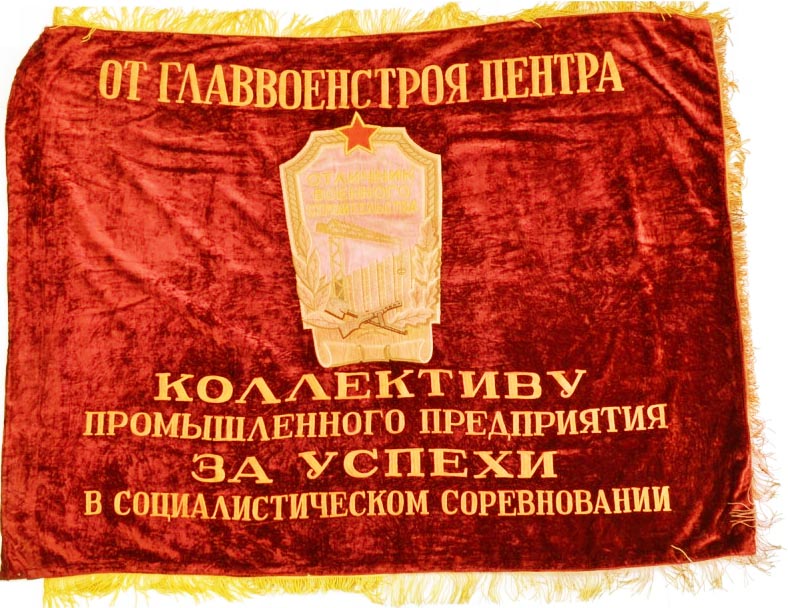 ОТ ГЛАВВОЕНСТРОЯ ЦЕНТРА
ОТЛИЧНИК
ВОЕННОГО
СТРОИТЕЛЬСТВА
КОЛЛЕКТИВУ
ПРОМЫШЛЕННОГО ПРЕДПРИЯТИЯ
ЗА УСПЕХИ
В СОЦИАЛИСТИЧЕСКОМ СОРЕВНОВАНИИ